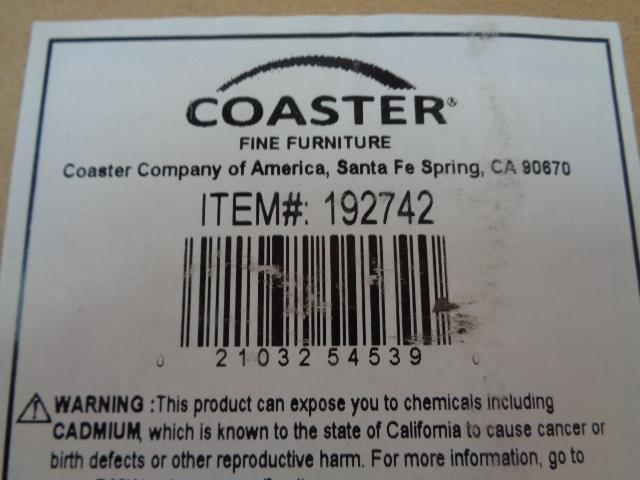 COASTER®
FINE FURNITURE
Coaster Company of America, Santa Fe Spring, CA 90670
ITEM#: 192742
0 21032 54539 0
WARNING :This product can expose you to chemicals including
CADMIUM, which is known to the state of California to cause cancer or
birth defects or other reproductive harm. For more information, go to